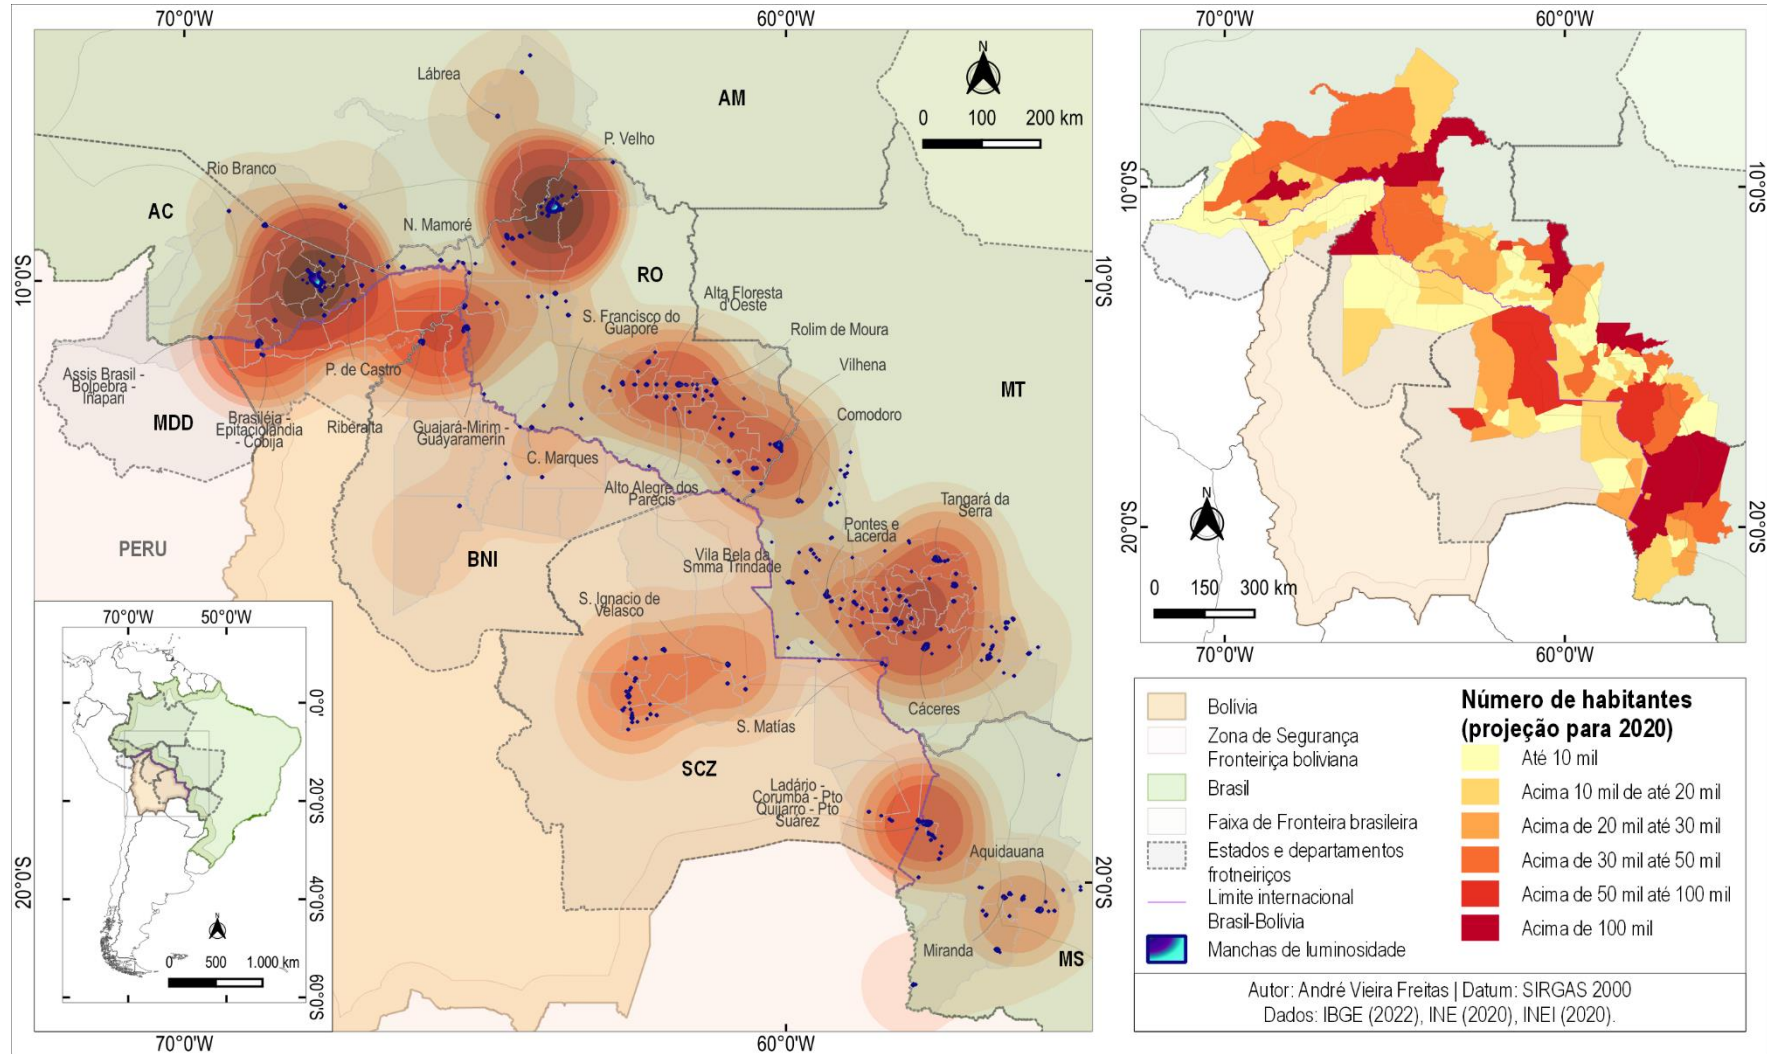 70°0'W
60°0'W
Lábrea
AM
N
0
100
200 km
P. Velho
Rio Branco
AC
N. Mamoré
RO
10°0'S
10°0'S
Alta Floresta
d'Oeste
S. Francisco do
Guaporé
Rolim de Moura
Vilhena
Comodoro
MT
Assis Brasil -
Bolpebra -
Iñapari
P. de Castro
MDD
Brasiléia -
Epitaciolândia
- Cobija
Riberalta
Guajará-Mirim -
Guayaramerín
C. Marques
Alto Alegre dos
Parecis
Tangará da
Serra
Pontes e
Lacerda
PERU
BNI
Vila Bela da
Smma Trindade
S. Ignacio de
Velasco
S. Matías
Cáceres
SCZ
Ladário -
Corumbá - Pto
Quijarro - Pto
Suárez
Aquidauana
20°0'S
20°0'S
Miranda
MS
70°0'W
60°0'W
70°0'W
50°0'W
0°0'S
20°0'S
40°0'S
60°0'S
N
0
500
1.000 km
70°0'W
60°0'W
10°0'S
10°0'S
20°0'S
20°0'S
N
0
150
300 km
70°0'W
60°0'W
Bolívia
Zona de Segurança
Fronteiriça boliviana
Brasil
Faixa de Fronteira brasileira
Estados e departamentos
frotneiriços
Limite internacional
Brasil-Bolívia
Manchas de luminosidade
Número de habitantes
(projeção para 2020)
Até 10 mil
Acima 10 mil de até 20 mil
Acima de 20 mil até 30 mil
Acima de 30 mil até 50 mil
Acima de 50 mil até 100 mil
Acima de 100 mil
Autor: André Vieira Freitas | Datum: SIRGAS 2000
Dados: IBGE (2022), INE (2020), INEI (2020).